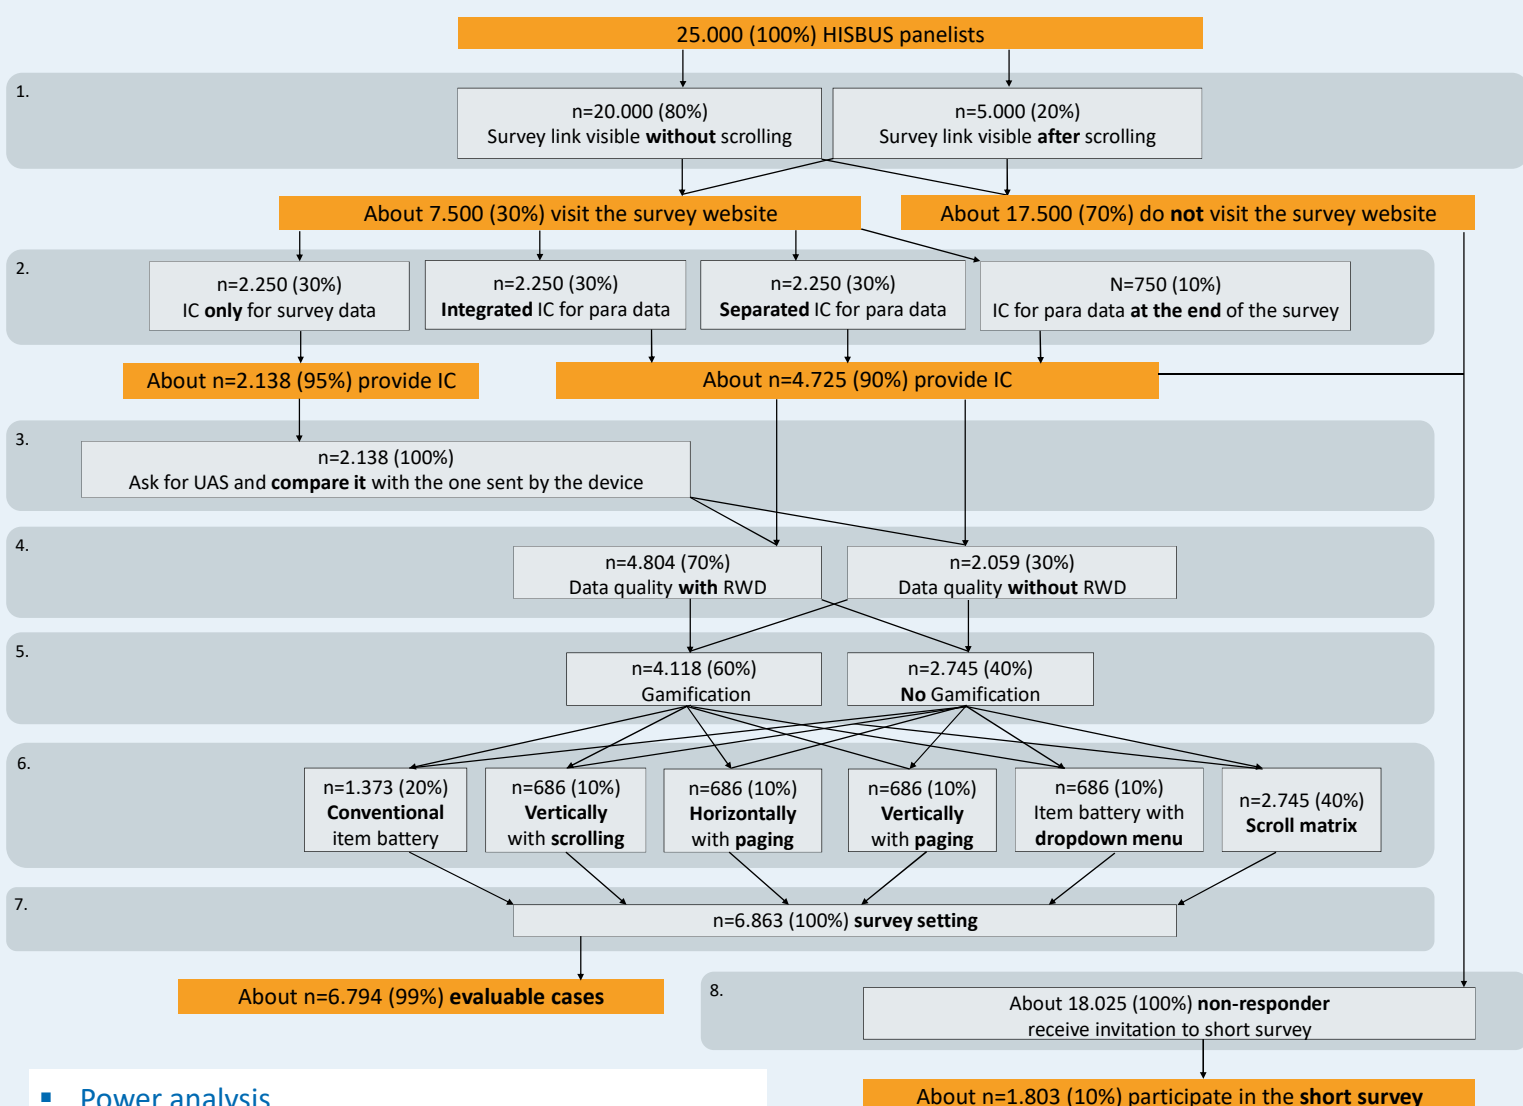 25.000 (100%) HISBUS panelists
1.
n=20.000 (80%)
Survey link visible without scrolling
n=5.000 (20%)
Survey link visible after scrolling
About 7.500 (30%) visit the survey website
About 17.500 (70%) do not visit the survey website
2.
n=2.250 (30%)
IC only for survey data
n=2.250 (30%)
Integrated IC for para data
n=2.250 (30%)
Separated IC for para data
N=750 (10%)
IC for para data at the end of the survey
About n=2.138 (95%) provide IC
About n=4.725 (90%) provide IC
3.
n=2.138 (100%)
Ask for UAS and compare it with the one sent by the device
4.
n=4.804 (70%)
Data quality with RWD
n=2.059 (30%)
Data quality without RWD
5.
n=4.118 (60%)
Gamification
n=2.745 (40%)
No Gamification
6.
n=1.373 (20%)
Conventional
item battery
n=686 (10%)
Vertically
with scrolling
n=686 (10%)
Horizontally
with paging
n=686 (10%)
Vertically
with paging
n=686 (10%)
Item battery with
dropdown menu
n=2.745 (40%)
Scroll matrix
7.
n=6.863 (100%) survey setting
About n=6.794 (99%) evaluable cases
8.
About 18.025 (100%) non-responder
receive invitation to short survey
About n=1.803 (10%) participate in the short survey
▪ Power analysis